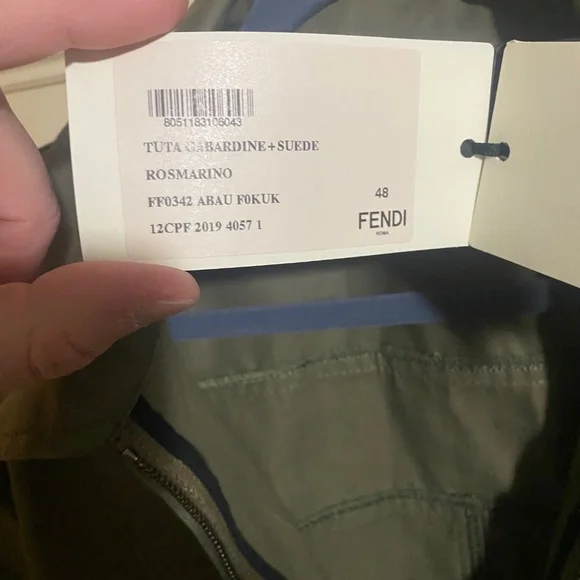 8051183108043
TUTA GABARDINE+SUEDE
ROSMARINO
FF0342 ABAU F0KUK
48
12CPF 2019 4057 1
FENDI
ROMA